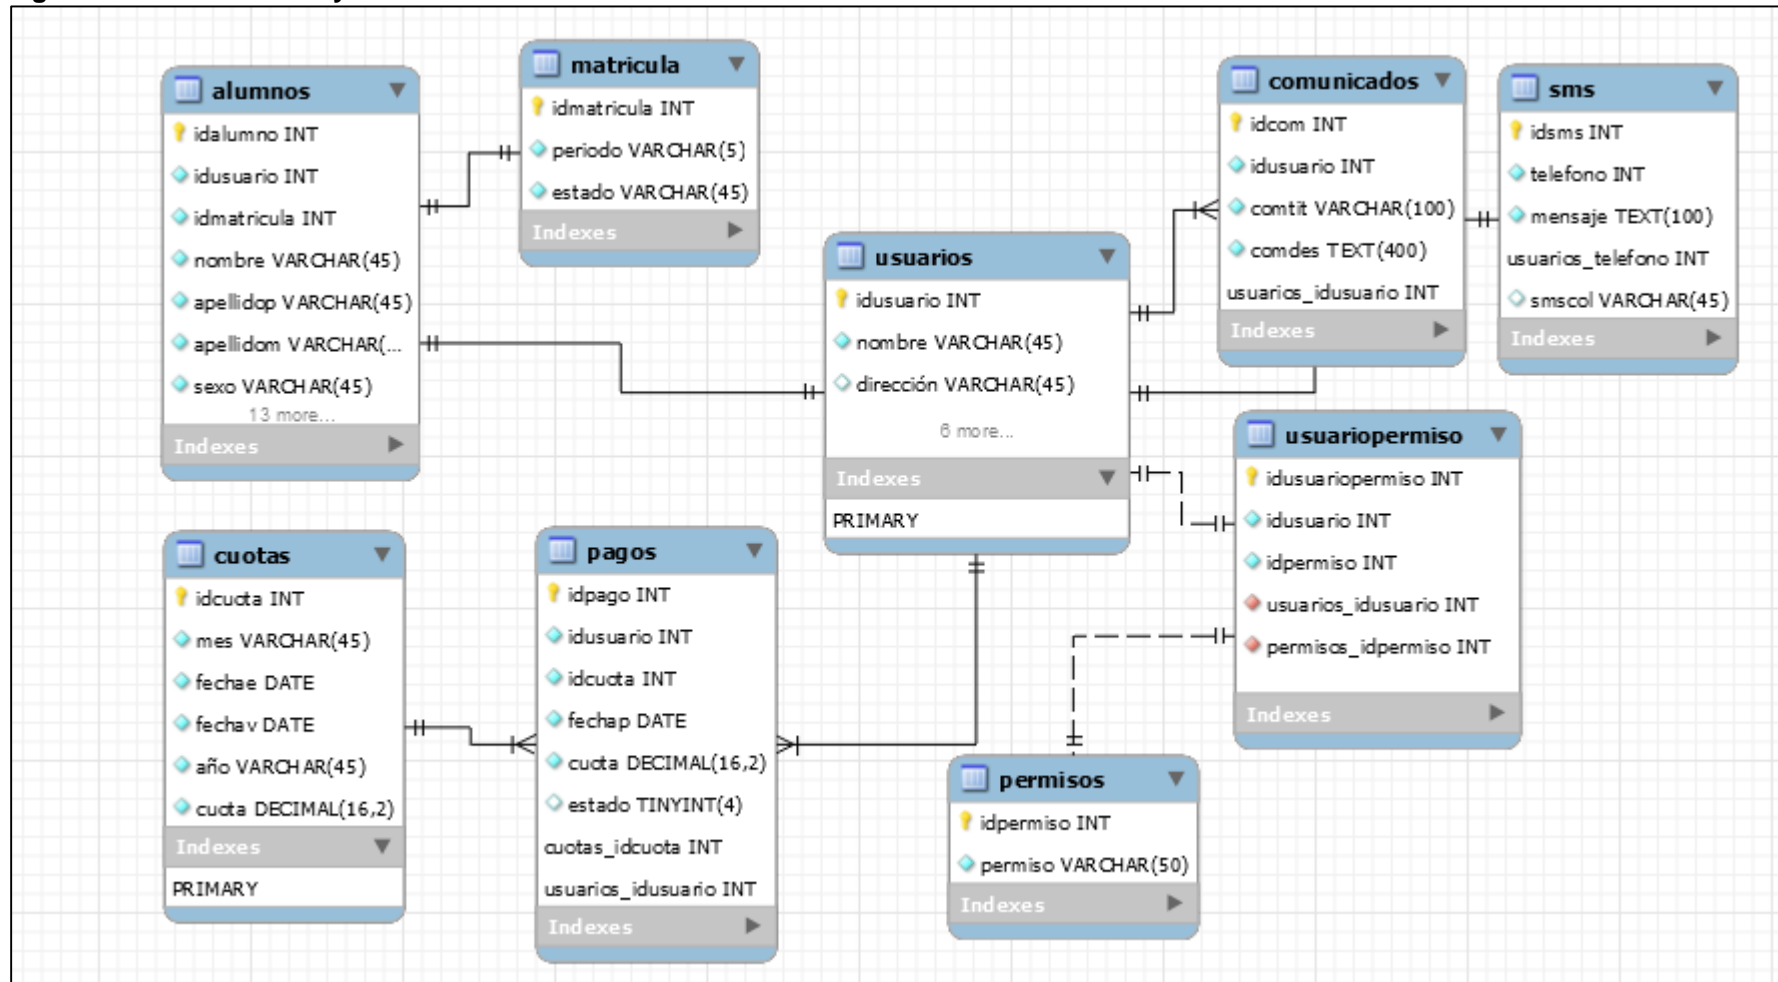 alumnos
idalumno INT
idusuario INT
idmatricula INT
nombre VARCHAR(45)
apellidop VARCHAR(45)
apellidom VARCHAR(...
sexo VARCHAR(45)
13 more...
Indexes
matricula
idmatricula INT
periodo VARCHAR(5)
estado VARCHAR(45)
Indexes
usuarios
idusuario INT
nombre VARCHAR(45)
dirección VARCHAR(45)
6 more...
Indexes
PRIMARY
comunicados
idcom INT
idusuario INT
comtit VARCHAR(100)
comdes TEXT(400)
usuarios_idusuario INT
Indexes
sms
idsms INT
telefono INT
mensaje TEXT(100)
usuarios_telefono INT
smscol VARCHAR(45)
Indexes
usuariopermiso
idusuariopermiso INT
idusuario INT
idpermiso INT
usuarios_idusuario INT
permisos_idpermiso INT
Indexes
cuotas
idcuota INT
mes VARCHAR(45)
fechae DATE
fechav DATE
año VARCHAR(45)
cuota DECIMAL(16,2)
Indexes
PRIMARY
pagos
idpago INT
idusuario INT
idcuota INT
fechap DATE
cuota DECIMAL(16,2)
estado TINYINT(4)
cuotas_idcuota INT
usuarios_idusuario INT
Indexes
permisos
idpermiso INT
permiso VARCHAR(50)
Indexes